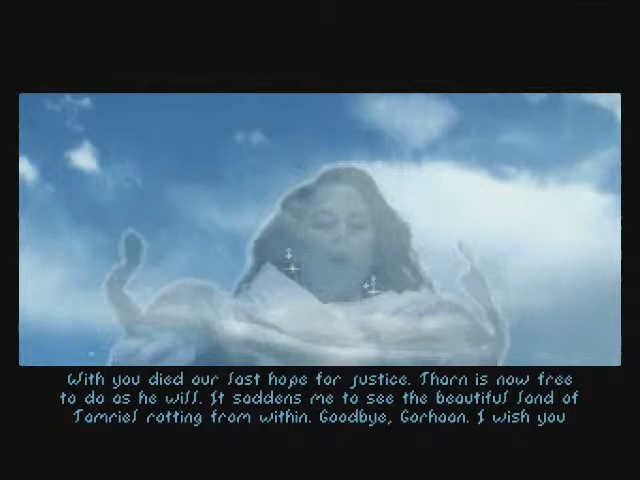 With you died our last hope for justice. Tharn is now free
to do as he will. It saddens me to see the beautiful land of
Tamriel rotting from within. Goodbye, Gorhoan. I wish you